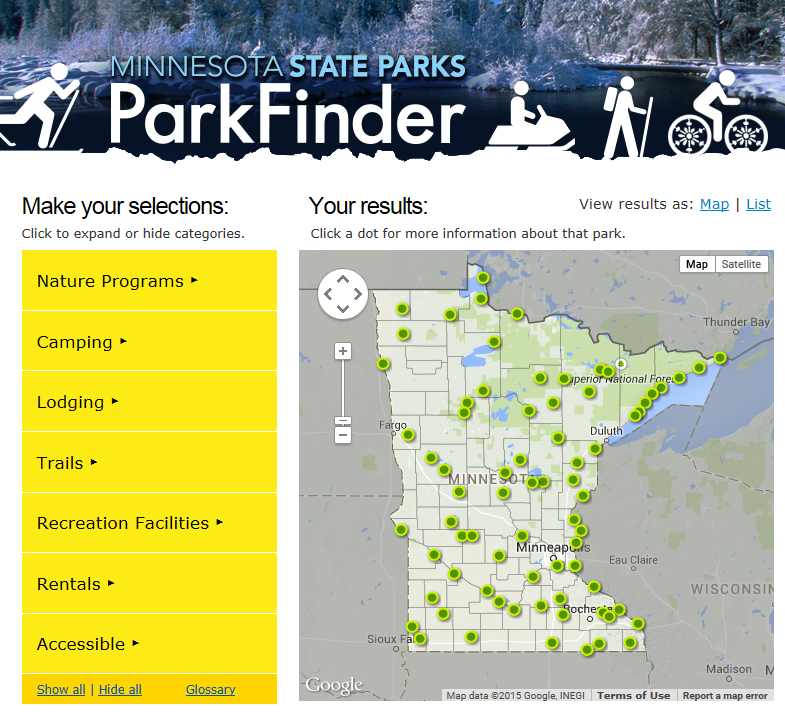 MINNESOTA STATE PARKS
ParkFinder
Make your selections:
Click to expand or hide categories.
Nature Programs ▸
Camping ▸
Lodging ▸
Trails ▸
Recreation Facilities ▸
Rentals ▸
Accessible ▸
Show all | Hide all Glossary
Your results:
View results as: Map | List
Click a dot for more information about that park.
Map Satellite
Thunder Bay
Superior National Fores
Fargo
Duluth
MINNESOTA
Minneapolis
Eau Claire
WISCONSIN
Rochester
Sioux Fa
Madison
M
Google
Map data ©2015 Google, INEGI Terms of Use Report a map error